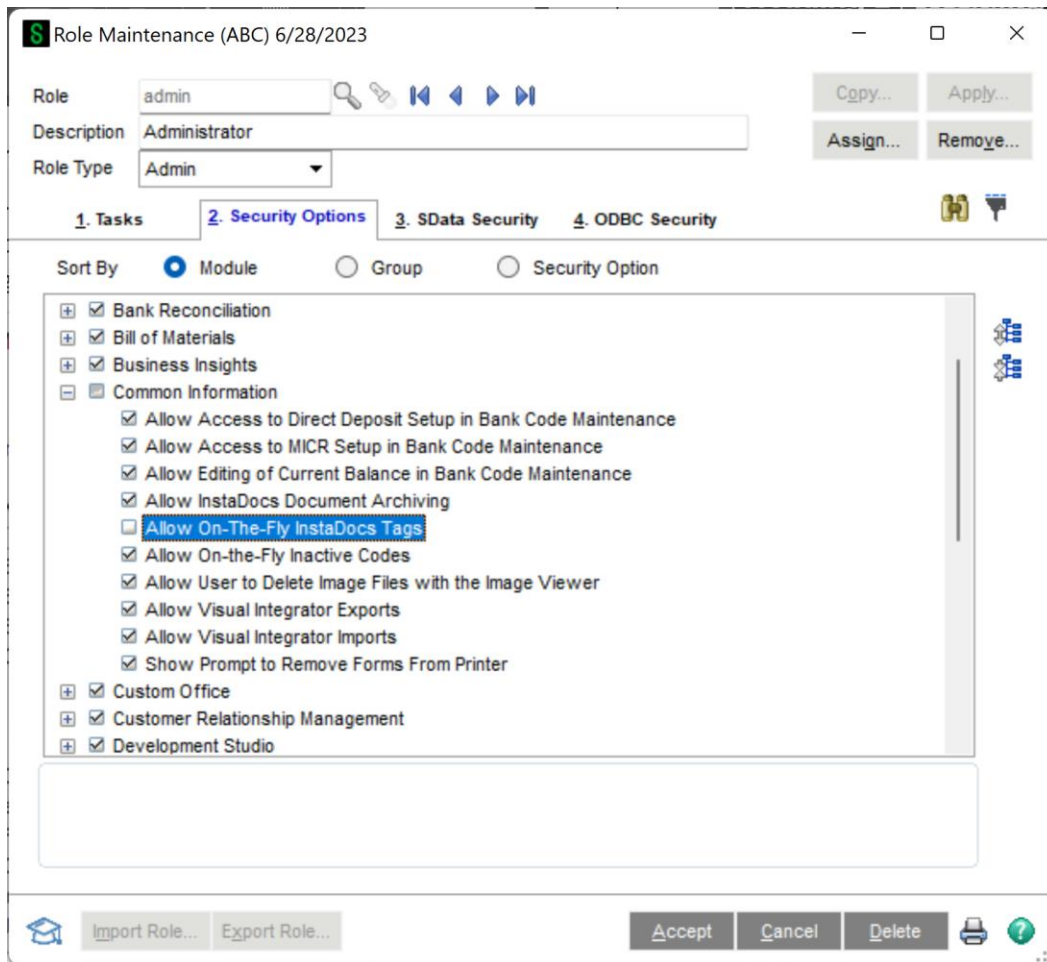 S Role Maintenance (ABC) 6/28/2023
Role admin Copy... Apply...
Description Administrator Assign... Remove...
Role Type Admin
1. Tasks 2. Security Options 3. SData Security 4. ODBC Security
Sort By Module Group Security Option
Bank Reconciliation
Bill of Materials
Business Insights
Common Information
Allow Access to Direct Deposit Setup in Bank Code Maintenance
Allow Access to MICR Setup in Bank Code Maintenance
Allow Editing of Current Balance in Bank Code Maintenance
Allow InstaDocs Document Archiving
Allow On-The-Fly InstaDocs Tags
Allow On-the-Fly Inactive Codes
Allow User to Delete Image Files with the Image Viewer
Allow Visual Integrator Exports
Allow Visual Integrator Imports
Show Prompt to Remove Forms From Printer
Custom Office
Customer Relationship Management
Development Studio
Import Role... Export Role... Accept Cancel Delete ?